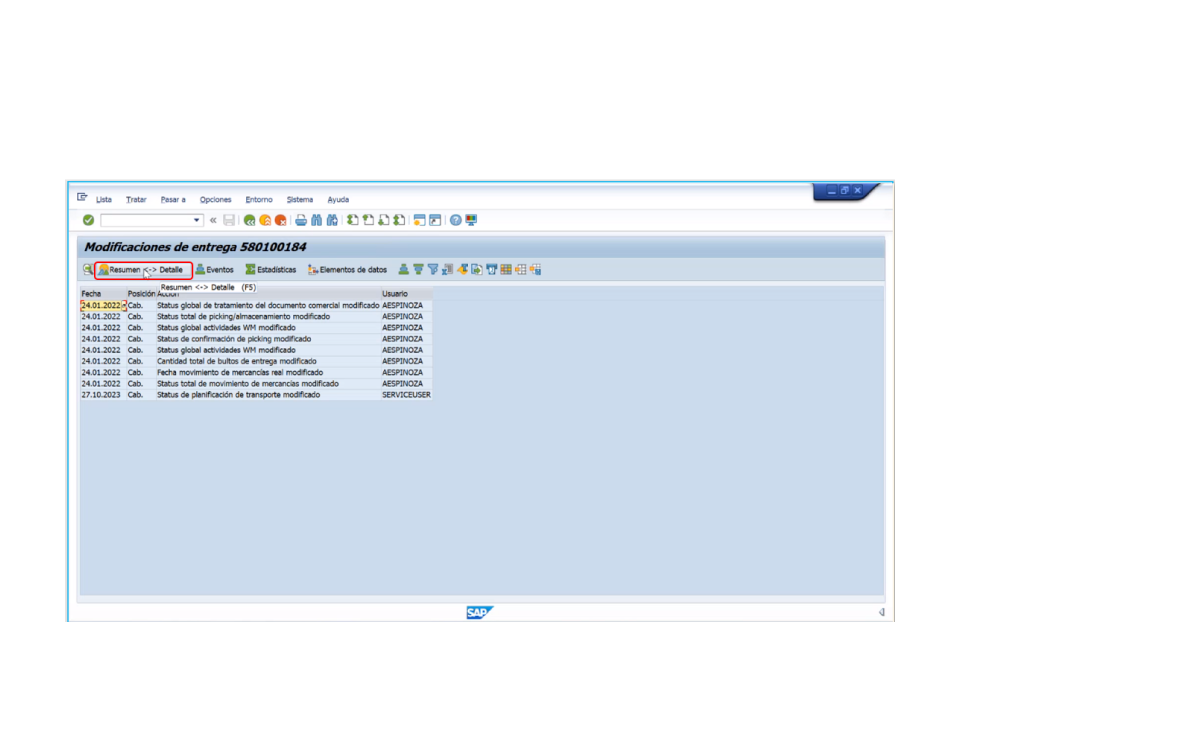 Lista Tratar Pasar a Opciones Entorno Sistema Ayuda
Modificaciones de entrega 580100184
Resumen <-> Detalle Eventos Estadísticas Elementos de datos
Resumen <-> Detalle (F5)
Fecha Posición Acción Usuario
24.01.2022 Cab. Status global de tratamiento del documento comercial modificado AESPINOZA
24.01.2022 Cab. Status total de picking/almacenamiento modificado AESPINOZA
24.01.2022 Cab. Status global actividades WM modificado AESPINOZA
24.01.2022 Cab. Status de confirmación de picking modificado AESPINOZA
24.01.2022 Cab. Status global actividades WM modificado AESPINOZA
24.01.2022 Cab. Cantidad total de bultos de entrega modificado AESPINOZA
24.01.2022 Cab. Fecha movimiento de mercancías real modificado AESPINOZA
24.01.2022 Cab. Status total de movimiento de mercancías modificado AESPINOZA
27.10.2023 Cab. Status de planificación de transporte modificado SERVICEUSER
SAP